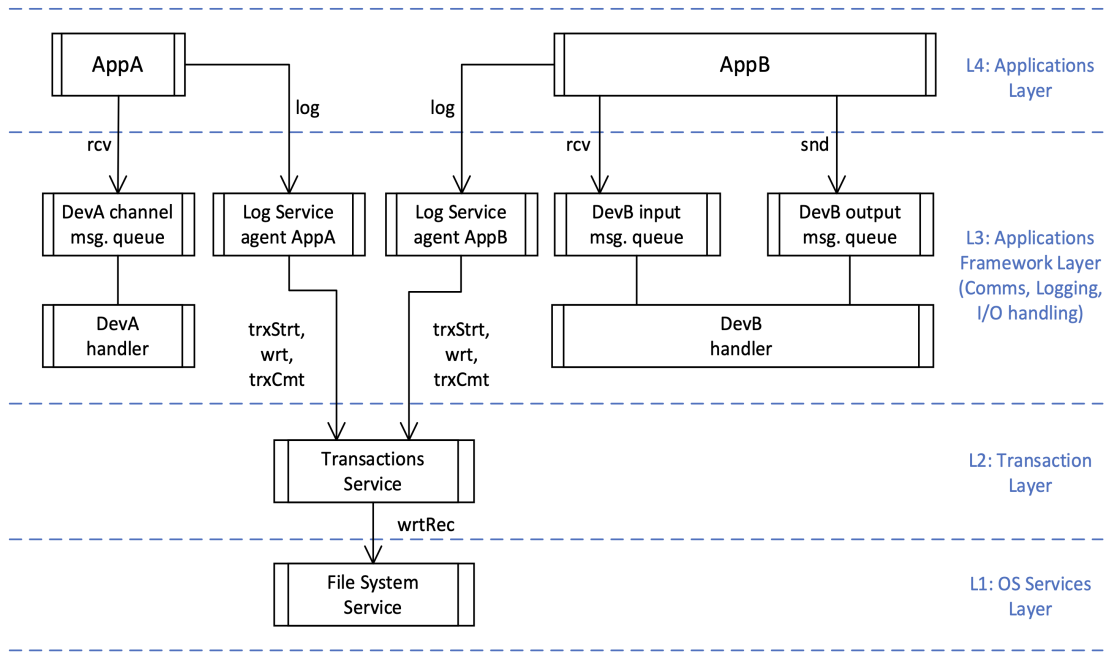 AppA
AppB
L4: Applications
Layer
log
log
rcv
rcv
snd
DevA channel
msg. queue
Log Service
agent AppA
Log Service
agent AppB
DevB input
msg. queue
DevB output
msg. queue
L3: Applications
Framework Layer
(Comms, Logging,
I/O handling)
DevA
handler
trxStrt,
wrt,
trxCmt
trxStrt,
wrt,
trxCmt
DevB
handler
Transactions
Service
L2: Transaction
Layer
wrtRec
File System
Service
L1: OS Services
Layer